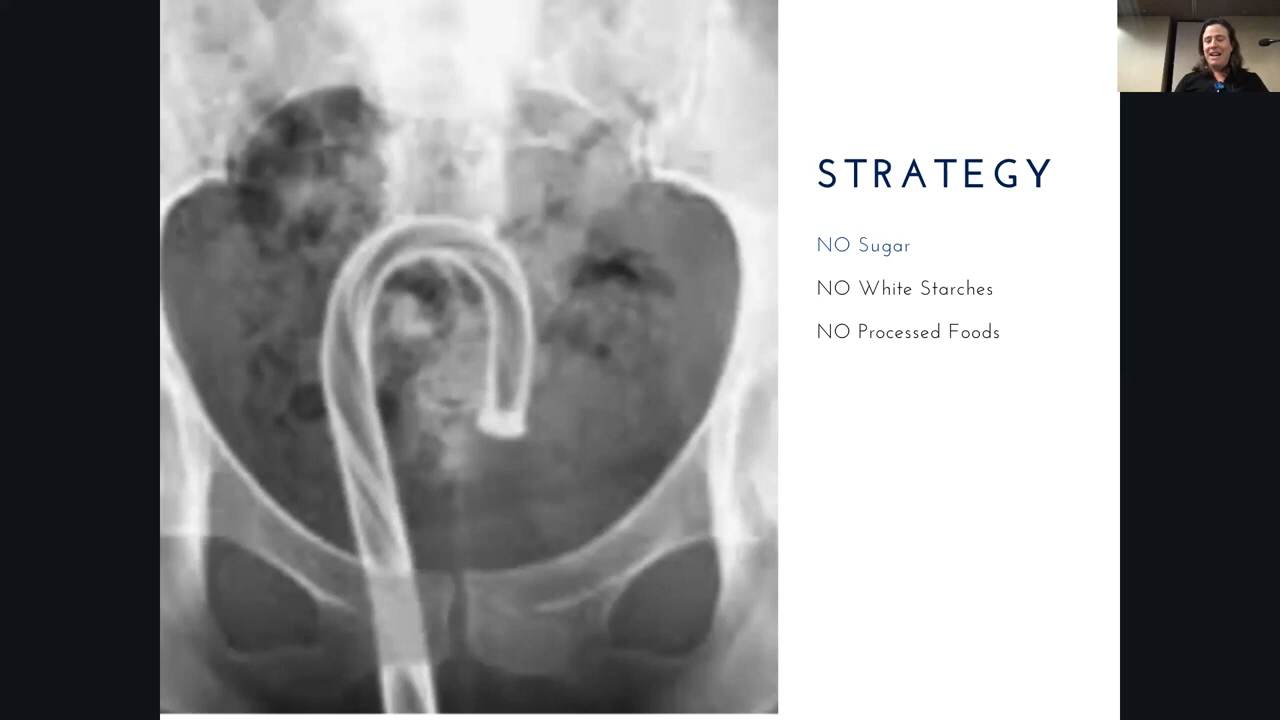 STRATEGY
NO Sugar
NO White Starches
NO Processed Foods